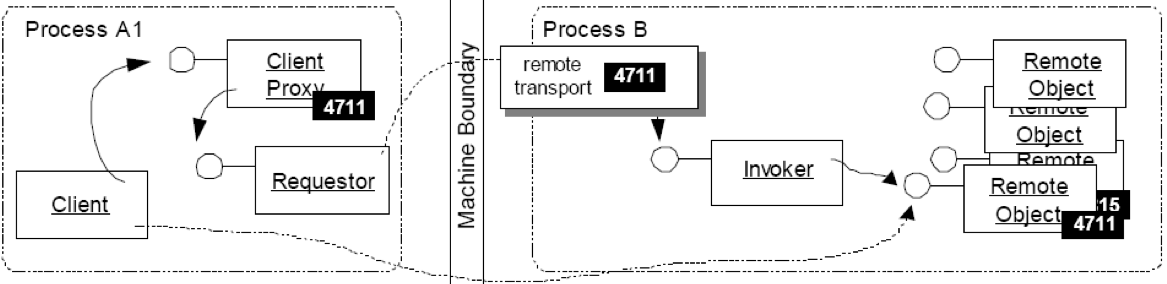 Process A1
Client
Proxy
4711
Requestor
Client
Machine Boundary
Process B
remote
transport
4711
Invoker
Remote
Object
Remote
Object
Remote
Remote
Object
15
4711